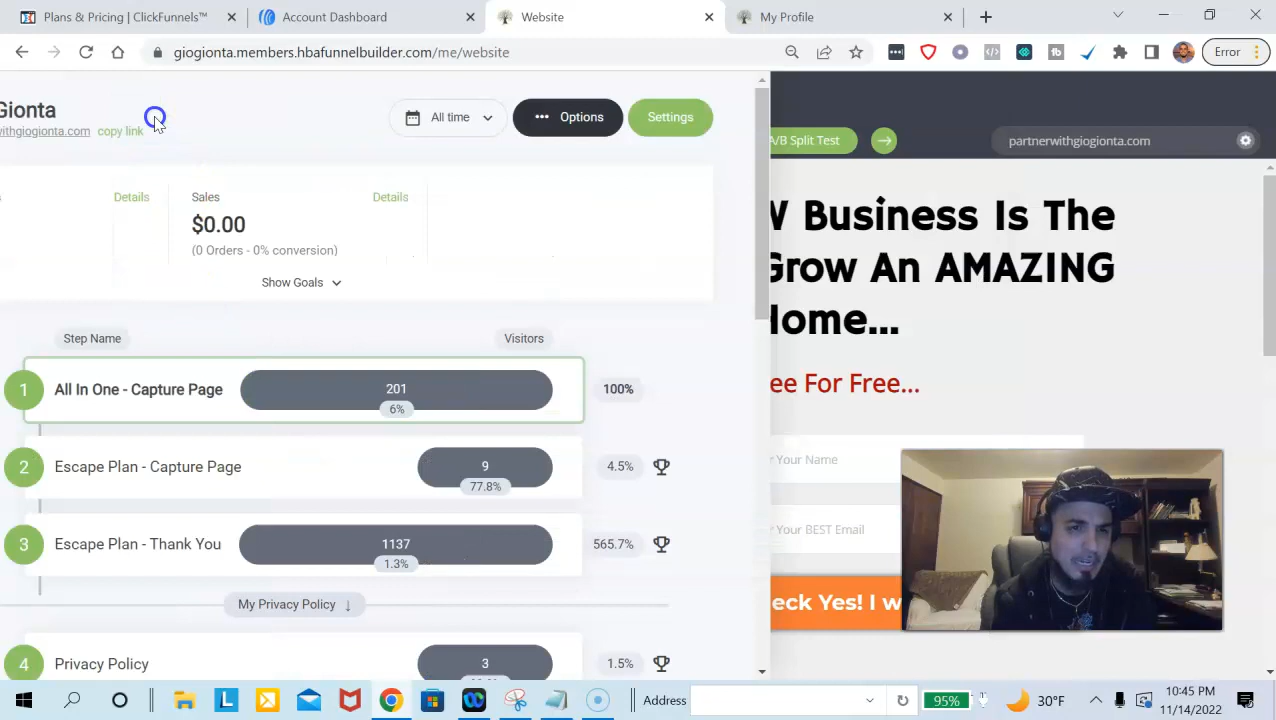 Plans & Pricing | ClickFunnels™
Account Dashboard
Website
My Profile
giogionta.members.hbafunnelbuilder.com/me/website
Error
Gionta
withgiogionta.com
copy link
All time
Options
Settings
A/B Split Test
partnerwithgiogionta.com
Details
Sales
Details
$0.00
(0 Orders - 0% conversion)
Show Goals
W Business Is The
Grow An AMAZING
Home...
ee For Free...
Step Name
Visitors
1
All In One - Capture Page
201
6%
100%
2
Escape Plan - Capture Page
9
77.8%
4.5%
3
Escape Plan - Thank You
1137
1.3%
565.7%
r Your Name
r Your BEST Email
eck Yes! I w
My Privacy Policy ↓
4
Privacy Policy
3
1.5%
Address
95%
30°F
10:45 PM
11/14/2022